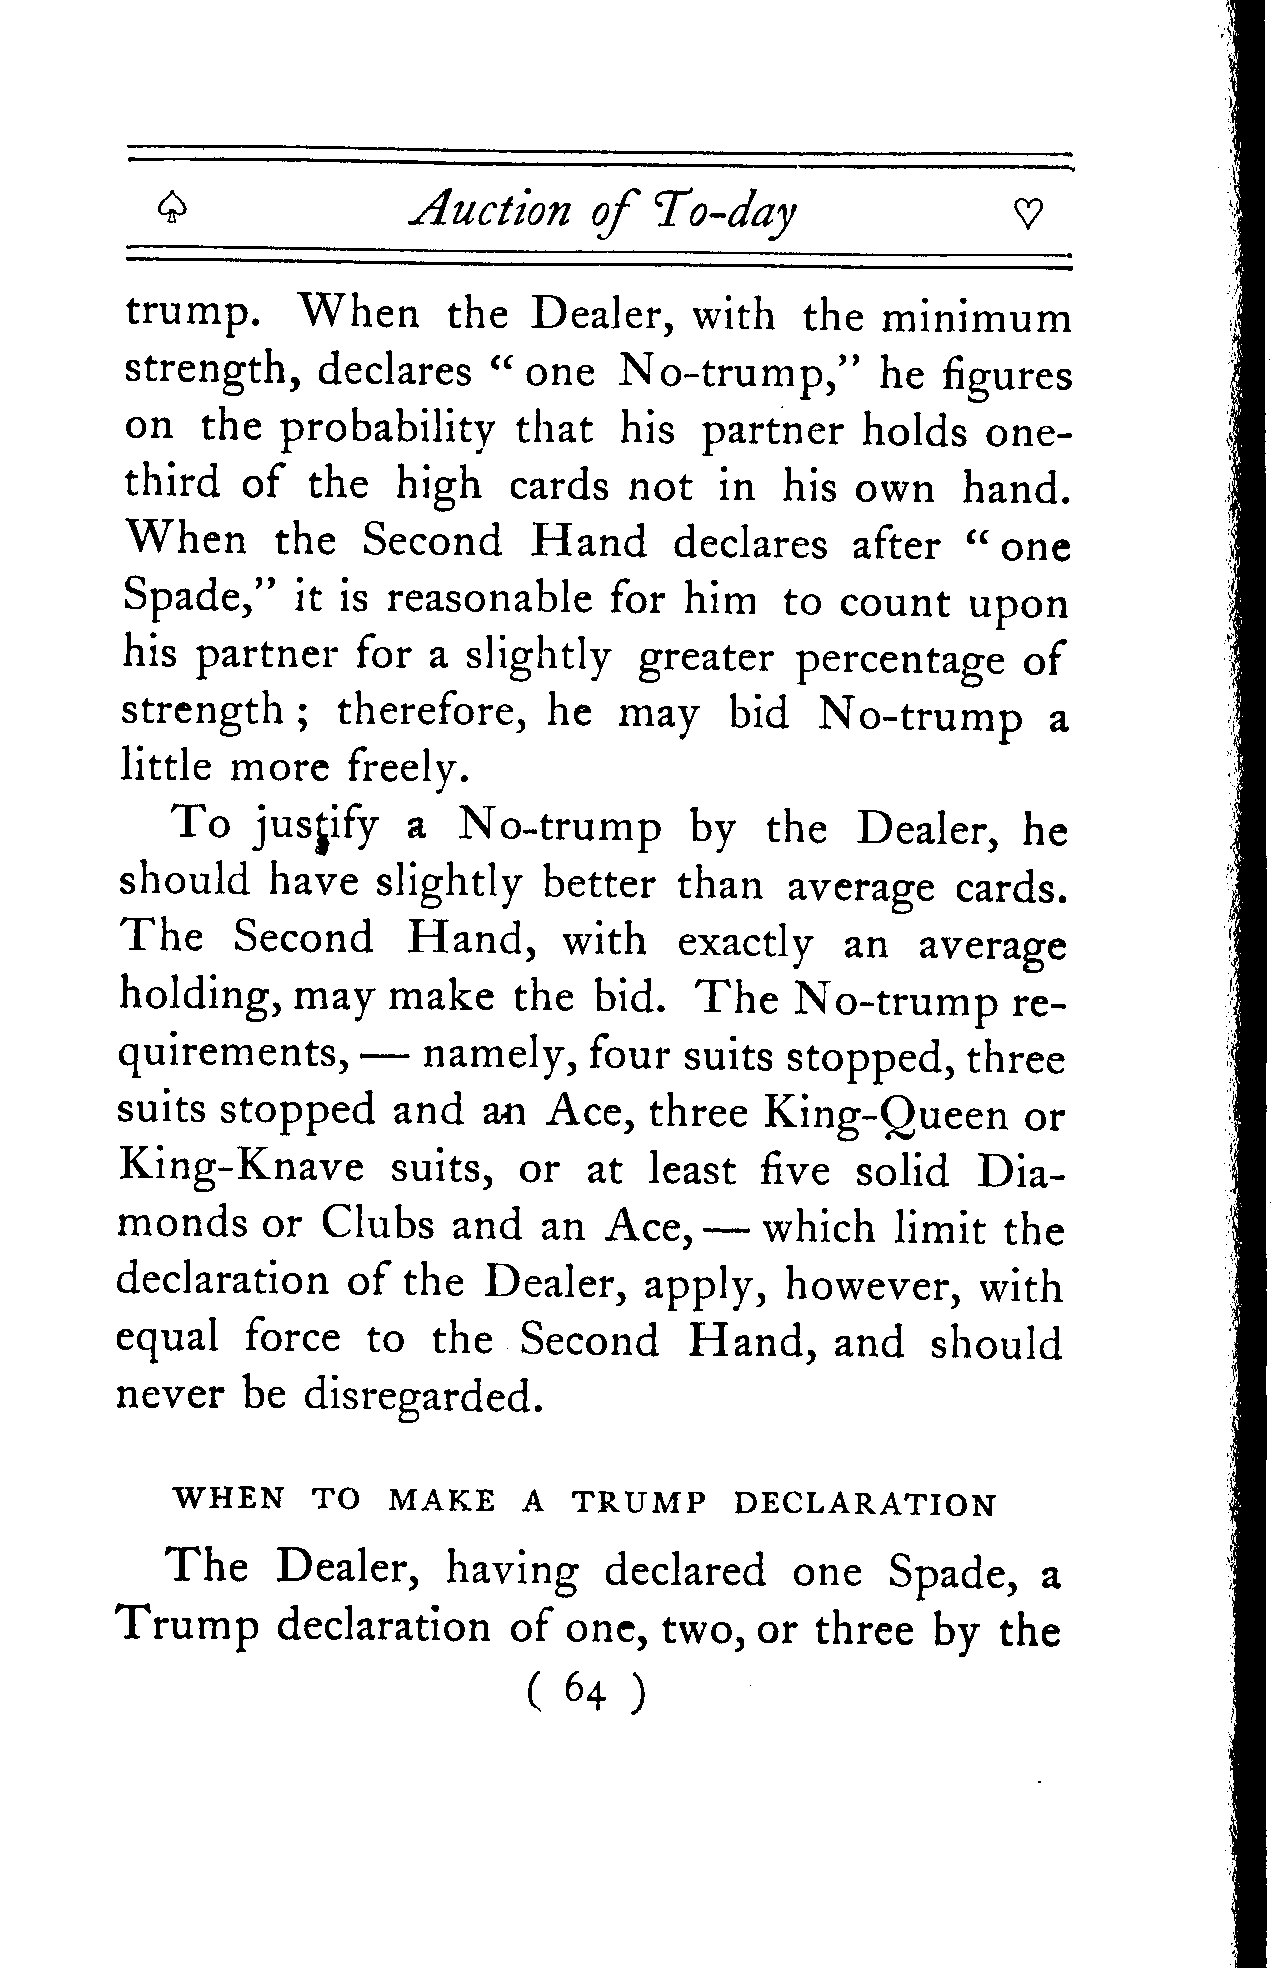 ♤ Auction of To-day ♡
trump. When the Dealer, with the minimum
strength, declares “ one No-trump,” he figures
on the probability that his partner holds one-
third of the high cards not in his own hand.
When the Second Hand declares after “ one
Spade,” it is reasonable for him to count upon
his partner for a slightly greater percentage of
strength ; therefore, he may bid No-trump a
little more freely.
To justify a No-trump by the Dealer, he
should have slightly better than average cards.
The Second Hand, with exactly an average
holding, may make the bid. The No-trump re-
quirements, — namely, four suits stopped, three
suits stopped and an Ace, three King-Queen or
King-Knave suits, or at least five solid Dia-
monds or Clubs and an Ace, — which limit the
declaration of the Dealer, apply, however, with
equal force to the Second Hand, and should
never be disregarded.
WHEN TO MAKE A TRUMP DECLARATION
The Dealer, having declared one Spade, a
Trump declaration of one, two, or three by the
( 64 )